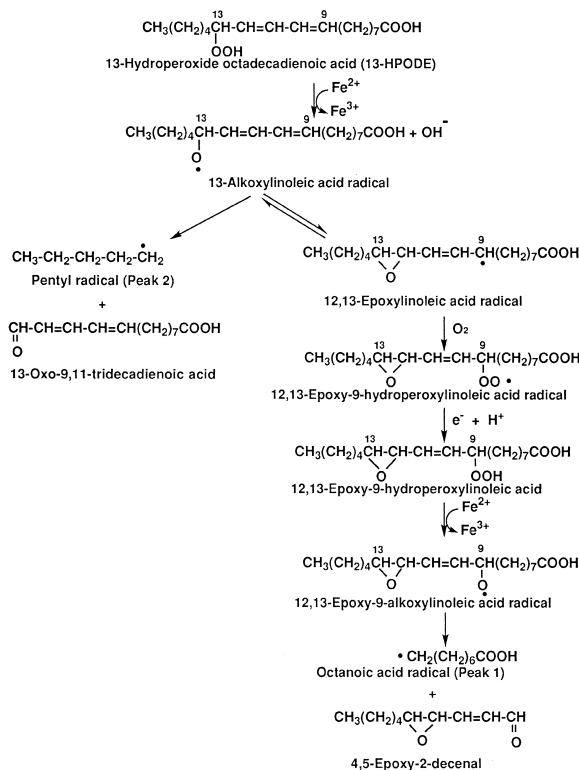 13 9
CH3(CH2)4CH-CH=CH-CH=CH(CH2)7COOH
OOH
13-Hydroperoxide octadecadienoic acid (13-HPODE)
Fe2+
Fe3+
13 9
CH3(CH2)4CH-CH=CH-CH=CH(CH2)7COOH + OH-
O
•
13-Alkoxylinoleic acid radical
CH3-CH2-CH2-CH2-CH2•
Pentyl radical (Peak 2)
+
CH-CH=CH-CH=CH(CH2)7COOH
O
13-Oxo-9,11-tridecadienoic acid
13 9
CH3(CH2)4CH-CH-CH=CH-CH(CH2)7COOH
O •
12,13-Epoxylinoleic acid radical
O2
13 9
CH3(CH2)4CH-CH-CH=CH-CH(CH2)7COOH
O OO •
12,13-Epoxy-9-hydroperoxylinoleic acid radical
e- + H+
13 9
CH3(CH2)4CH-CH-CH=CH-CH(CH2)7COOH
O OOH
12,13-Epoxy-9-hydroperoxylinoleic acid
Fe2+
Fe3+
13 9
CH3(CH2)4CH-CH-CH=CH-CH(CH2)7COOH
O O•
12,13-Epoxy-9-alkoxylinoleic acid radical
•CH2(CH2)6COOH
Octanoic acid radical (Peak 1)
+
CH3(CH2)4CH-CH-CH=CH-CH
O O
4,5-Epoxy-2-decenal